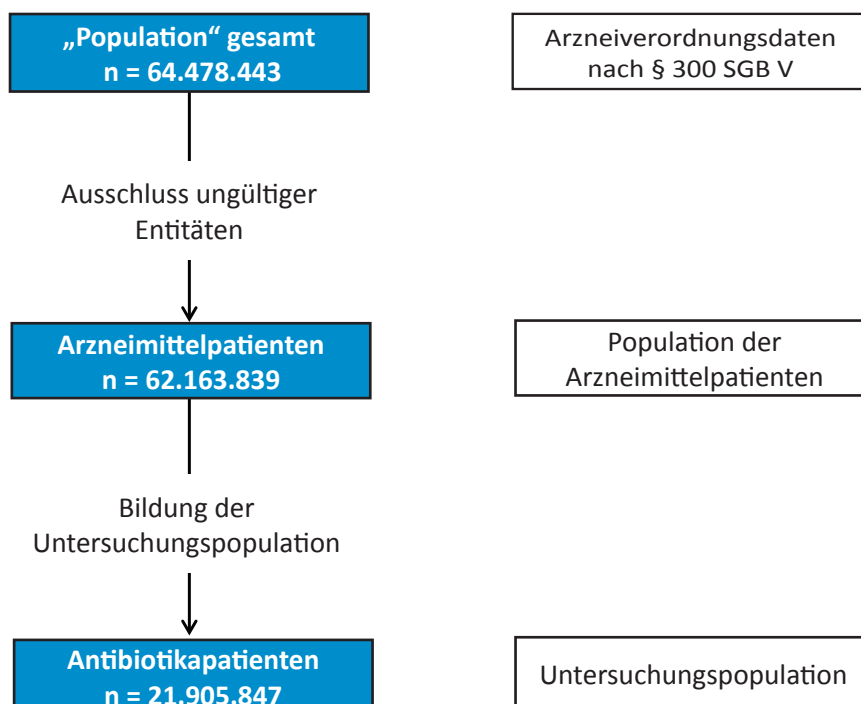 „Population“ gesamt
n = 64.478.443
Arzneiverordnungsdaten
nach § 300 SGB V
Ausschluss ungültiger
Entitäten
Arzneimittelpatienten
n = 62.163.839
Population der
Arzneimittelpatienten
Bildung der
Untersuchungspopulation
Antibiotikapatienten
n = 21.905.847
Untersuchungspopulation